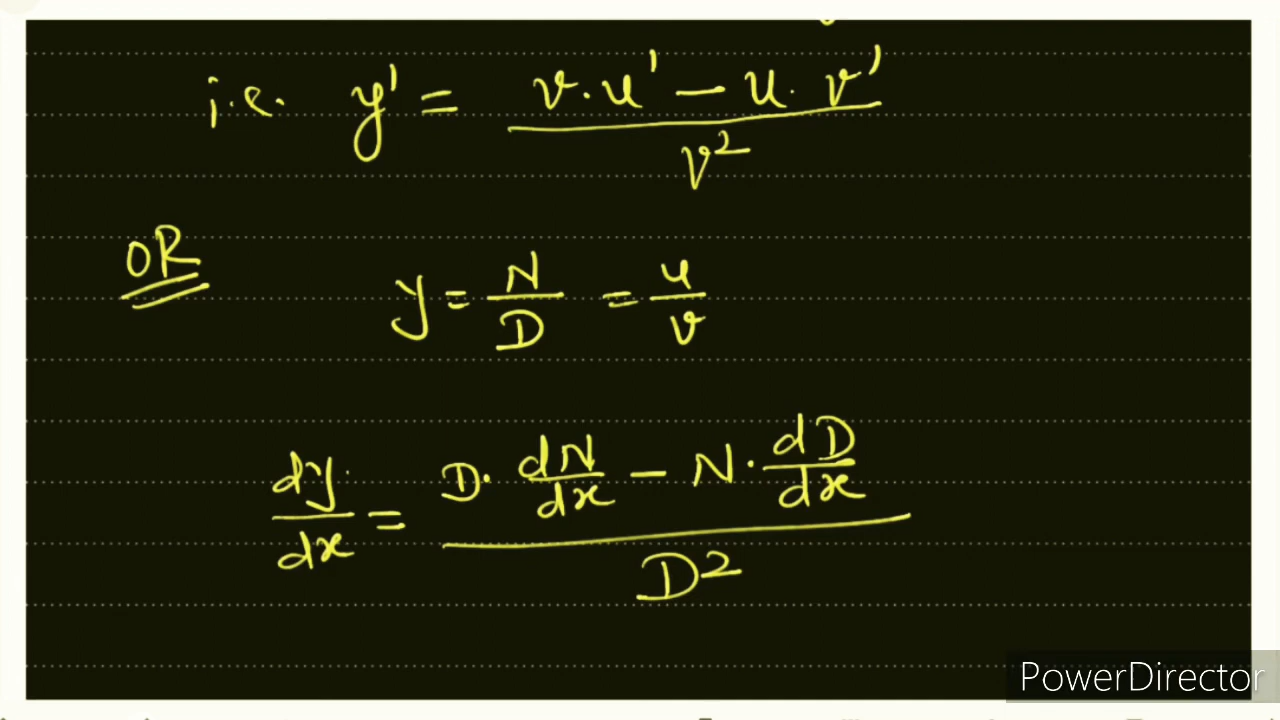 i.e. y' = v·u' − u·v' / v²
OR
y = N/D = u/v
dy/dx = D·dN/dx − N·dD/dx / D²
PowerDirector